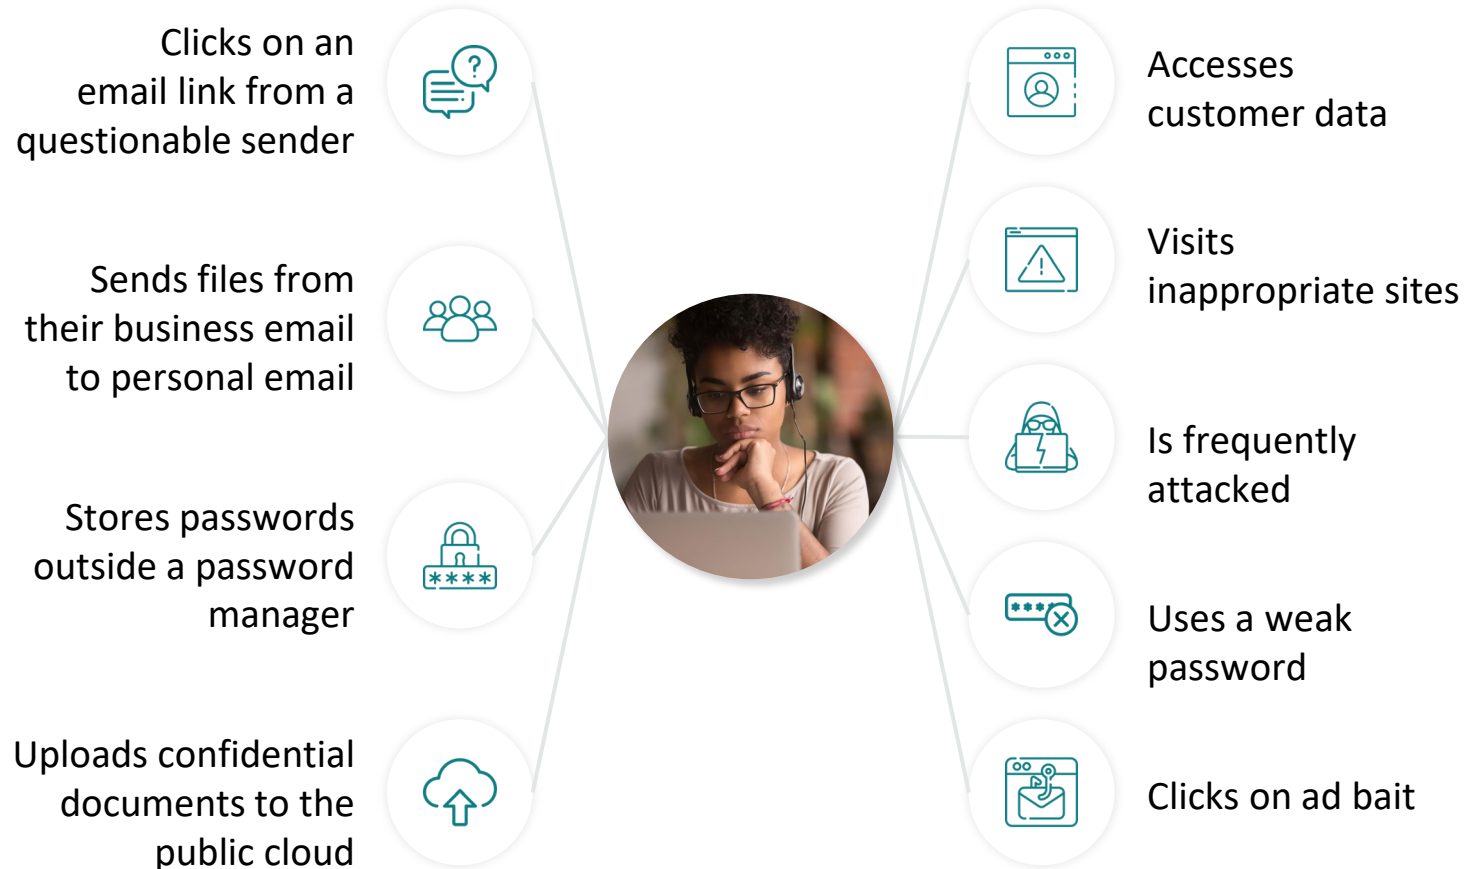 Clicks on an
email link from a
questionable sender
Sends files from
their business email
to personal email
Stores passwords
outside a password
manager
Uploads confidential
documents to the
public cloud
Accesses
customer data
Visits
inappropriate sites
Is frequently
attacked
Uses a weak
password
Clicks on ad bait